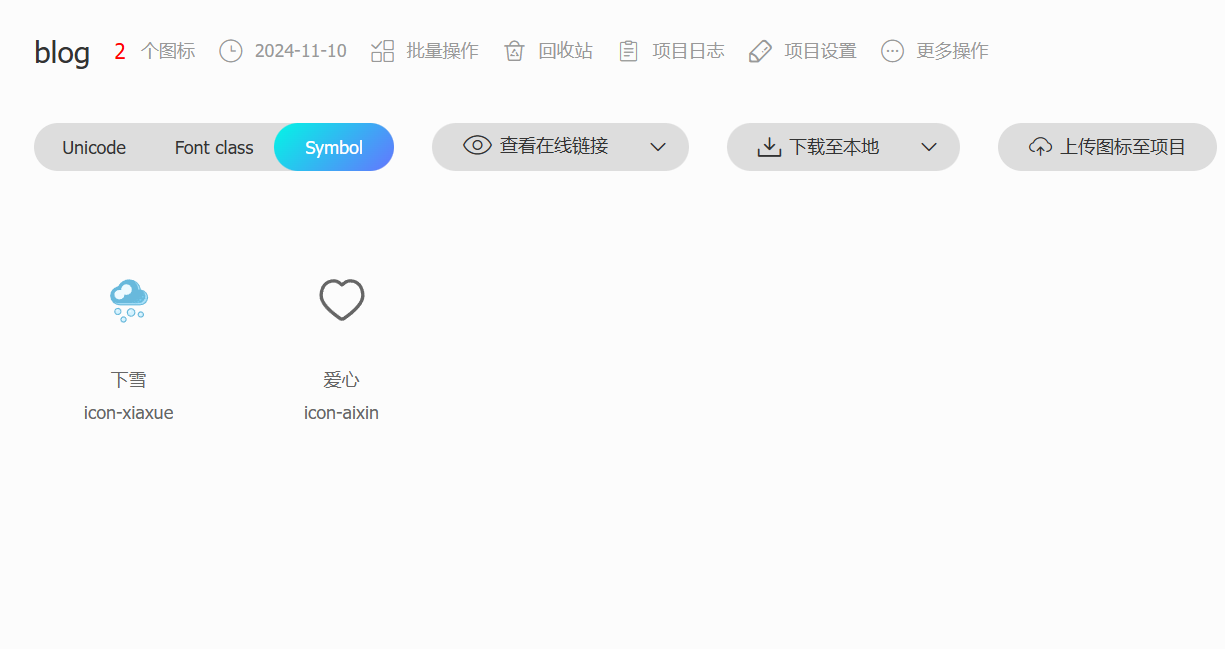 blog 2 个图标 2024-11-10 批量操作 回收站 项目日志 项目设置 更多操作
Unicode Font class Symbol 查看在线链接 下载至本地 上传图标至项目
下雪 爱心
icon-xiaxue icon-aixin